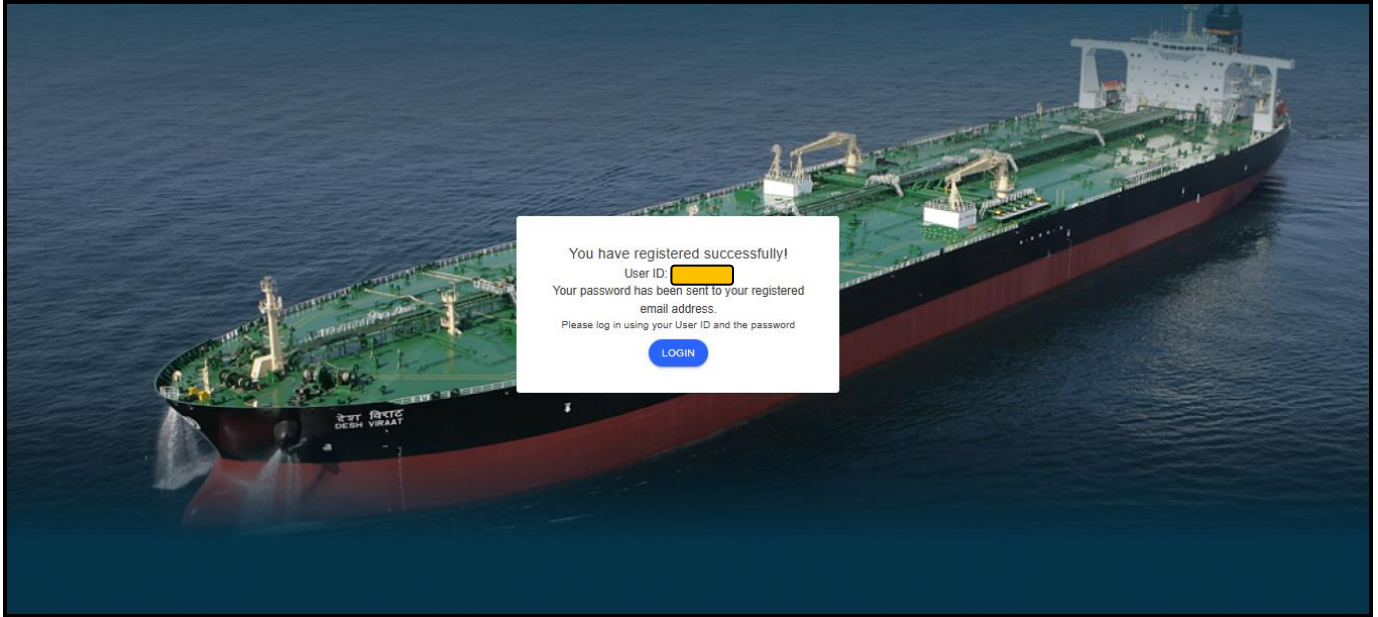 You have registered successfully!
User ID:
Your password has been sent to your registered
email address.
Please log in using your User ID and the password
LOGIN
देश विराट
DESH VIRAAT